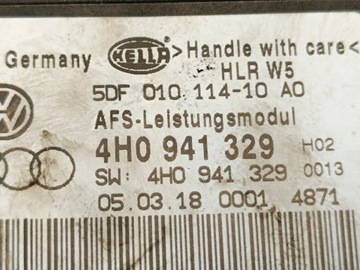 Germany HELLA >Handle with care<
HLR W5
5DF 010 114-10 A0
AFS-Leistungsmodul
4H0 941 329 H02
SW: 4H0 941 329 0013
05.03.18 0001 4871